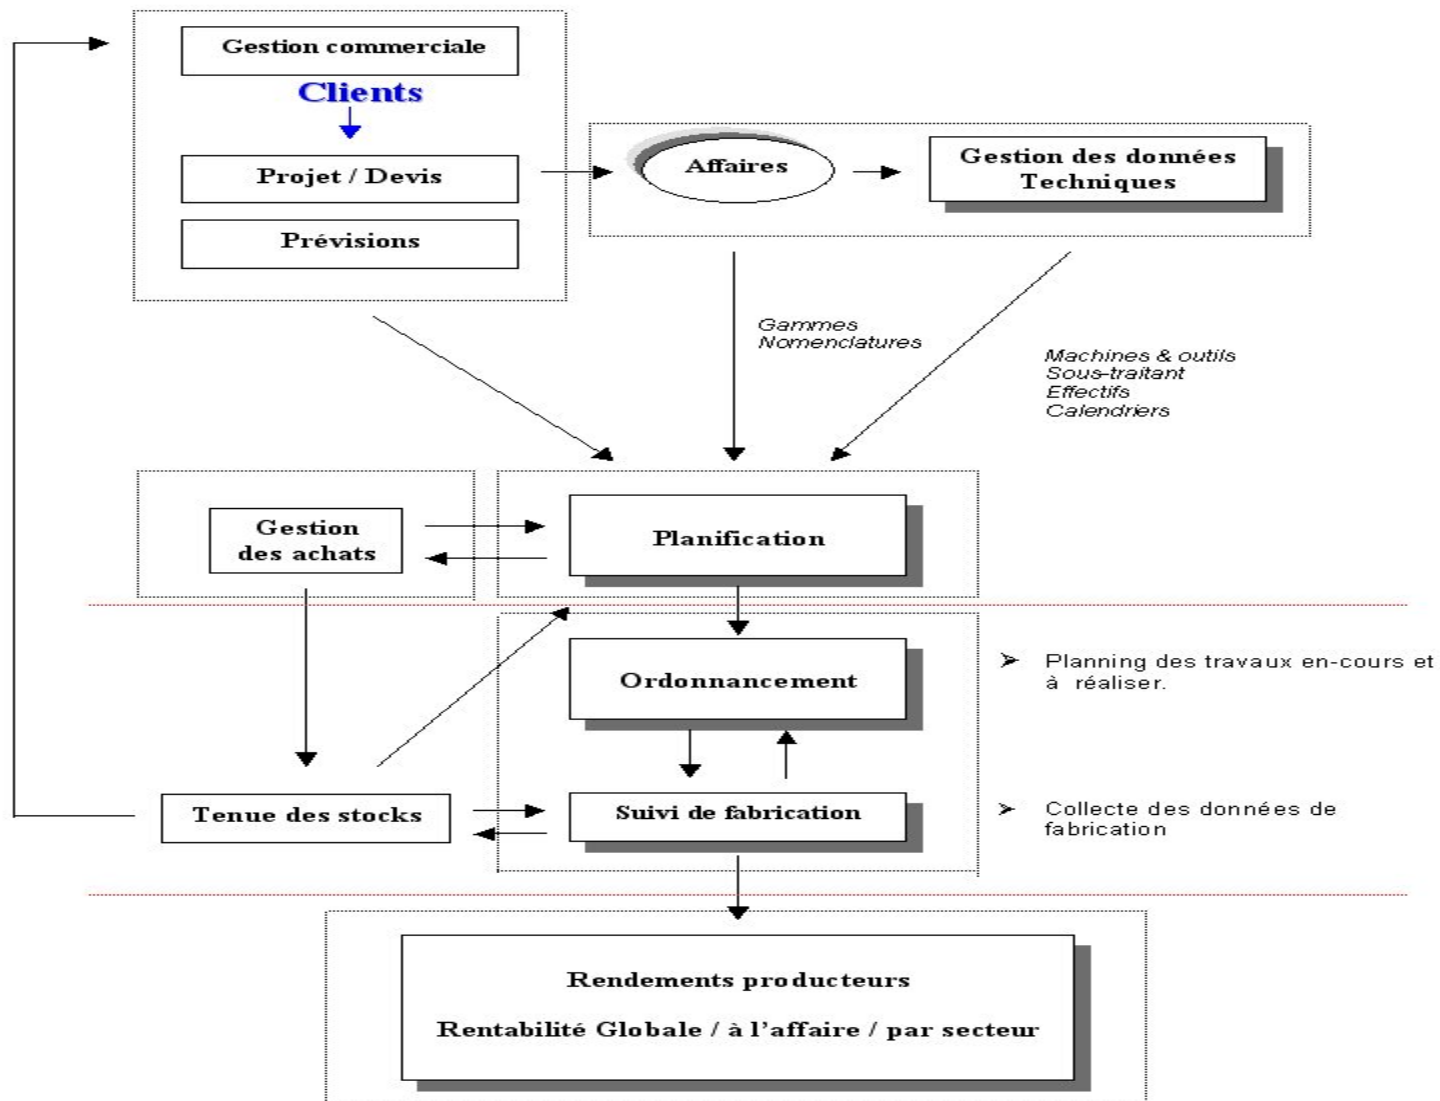 Gestion commerciale
Clients
Projet / Devis
Prévisions
Affaires
Gestion des données
Techniques
Gammes
Nomenclatures
Machines & outils
Sous-traitant
Effectifs
Calendriers
Gestion
des achats
Planification
Ordonnancement
Planning des travaux en-cours et
à réaliser.
Tenue des stocks
Suivi de fabrication
Collecte des données de
fabrication
Rendements producteurs
Rentabilité Globale / à l’affaire / par secteur